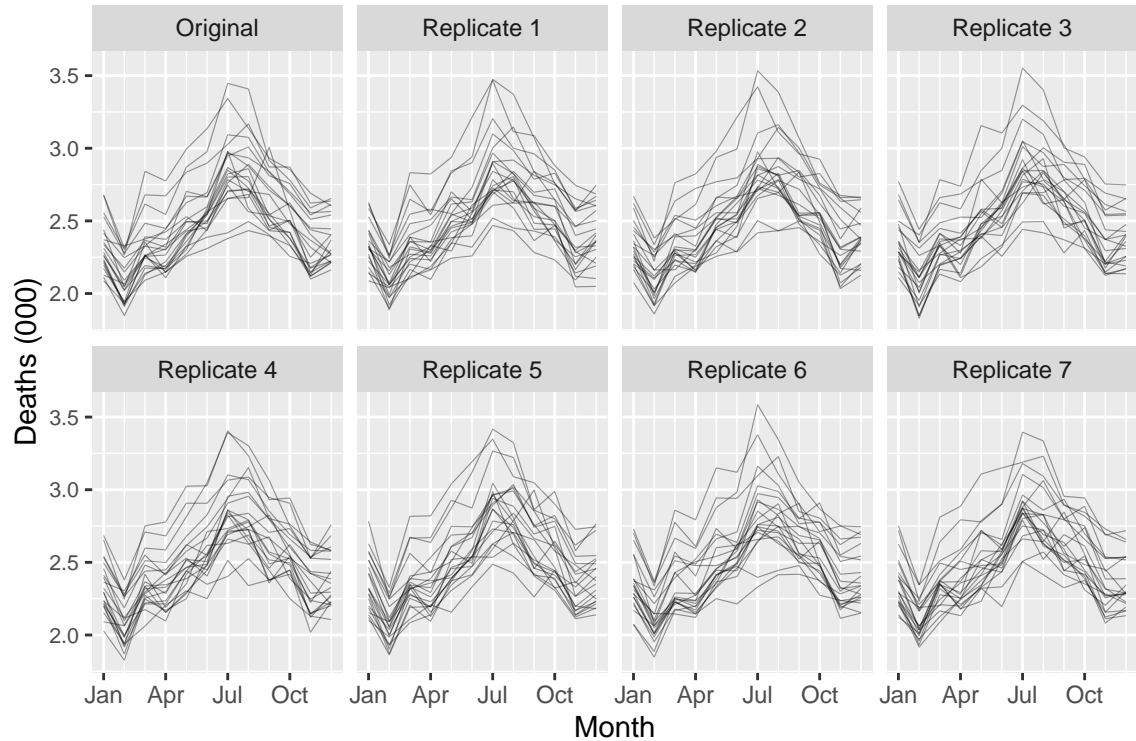 Original Replicate 1 Replicate 2 Replicate 3
3.5
3.0
2.5
2.0
Replicate 4 Replicate 5 Replicate 6 Replicate 7
3.5
3.0
2.5
2.0
Jan Apr Jul Oct Jan Apr Jul Oct Jan Apr Jul Oct Jan Apr Jul Oct
Month
Deaths (000)